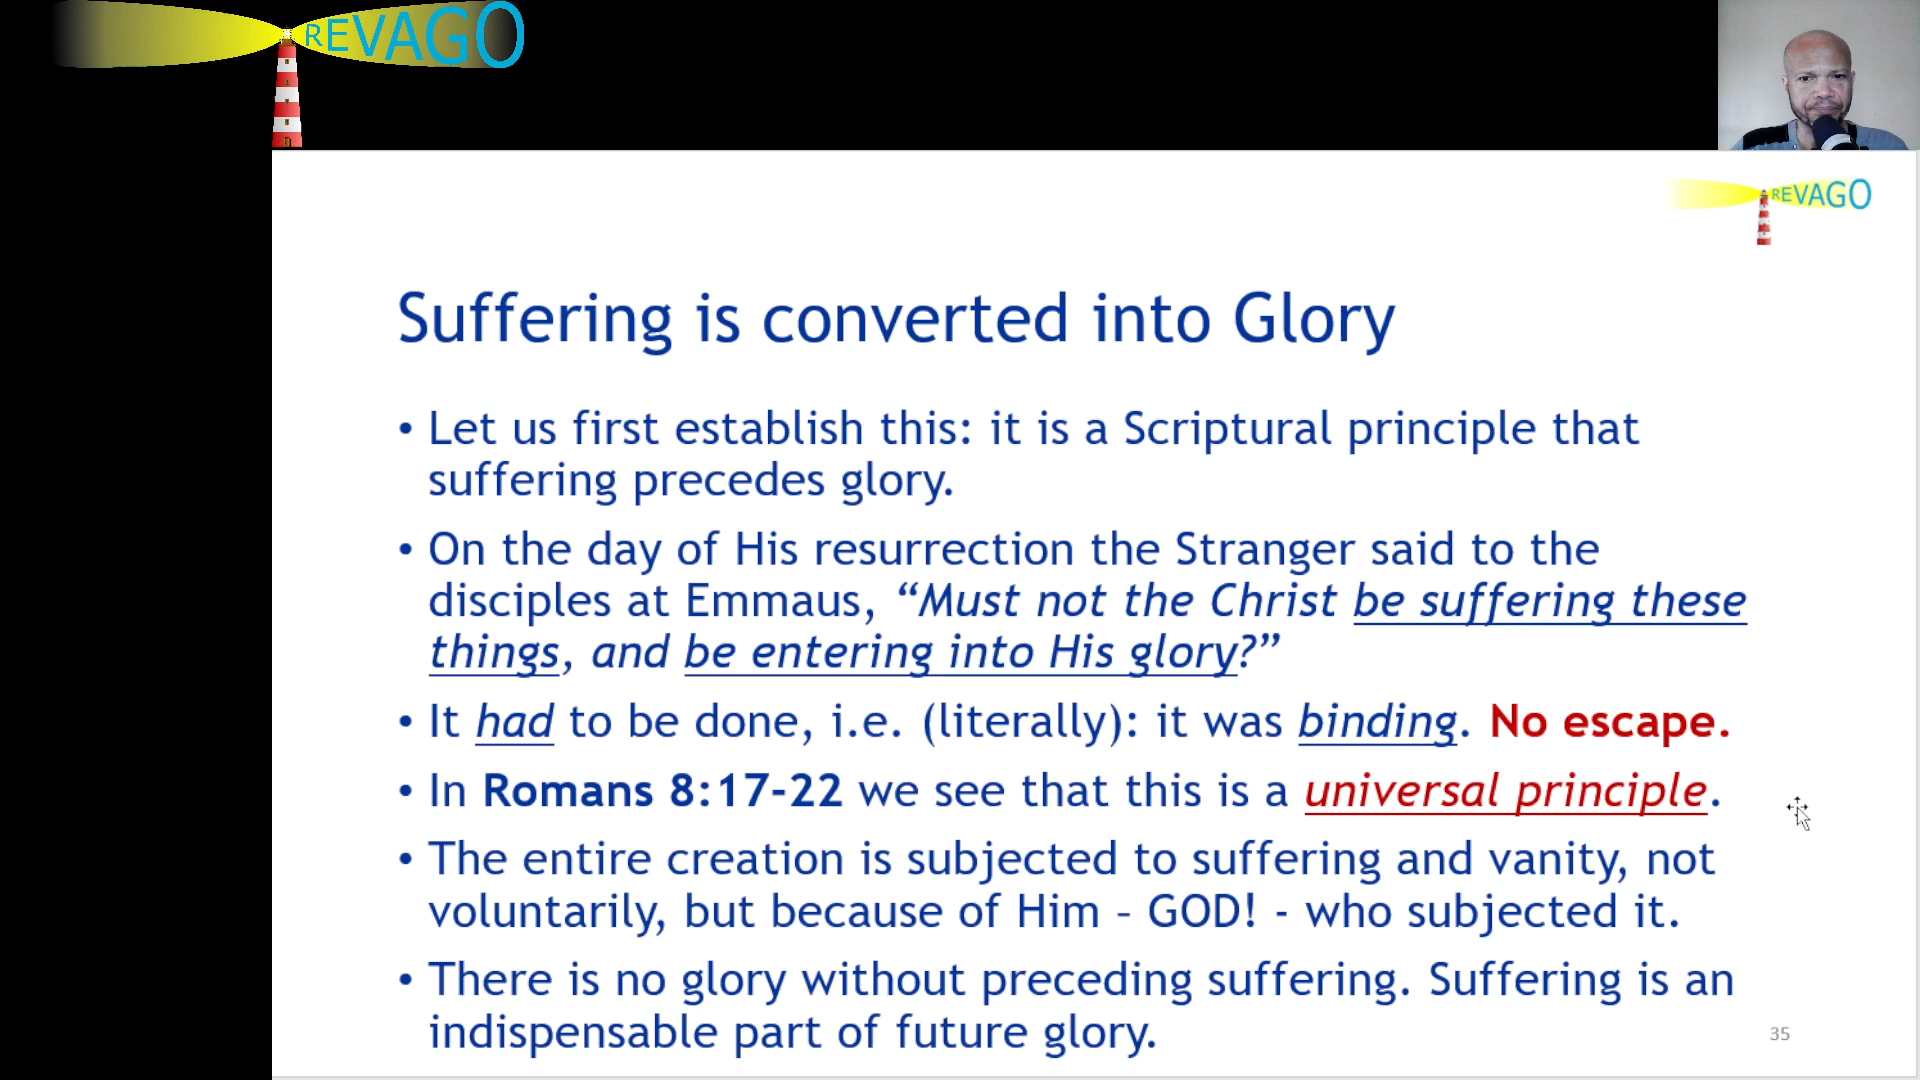 REVAGO
REVAGO
Suffering is converted into Glory
• Let us first establish this: it is a Scriptural principle that
suffering precedes glory.
• On the day of His resurrection the Stranger said to the
disciples at Emmaus, “Must not the Christ be suffering these
things, and be entering into His glory?”
• It had to be done, i.e. (literally): it was binding. No escape.
• In Romans 8:17-22 we see that this is a universal principle.
• The entire creation is subjected to suffering and vanity, not
voluntarily, but because of Him – GOD! - who subjected it.
• There is no glory without preceding suffering. Suffering is an
indispensable part of future glory.
35